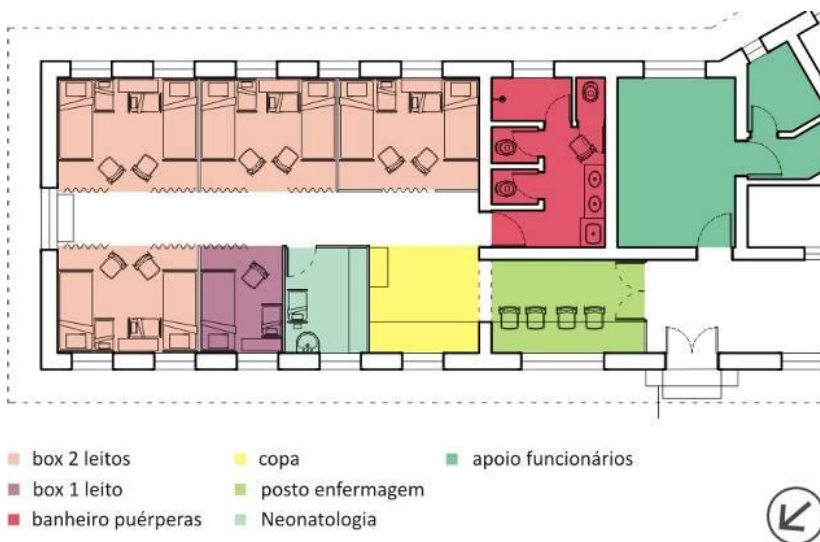 box 2 leitos
box 1 leito
banheiro puérperas
copa
posto enfermagem
Neonatologia
apoio funcionários